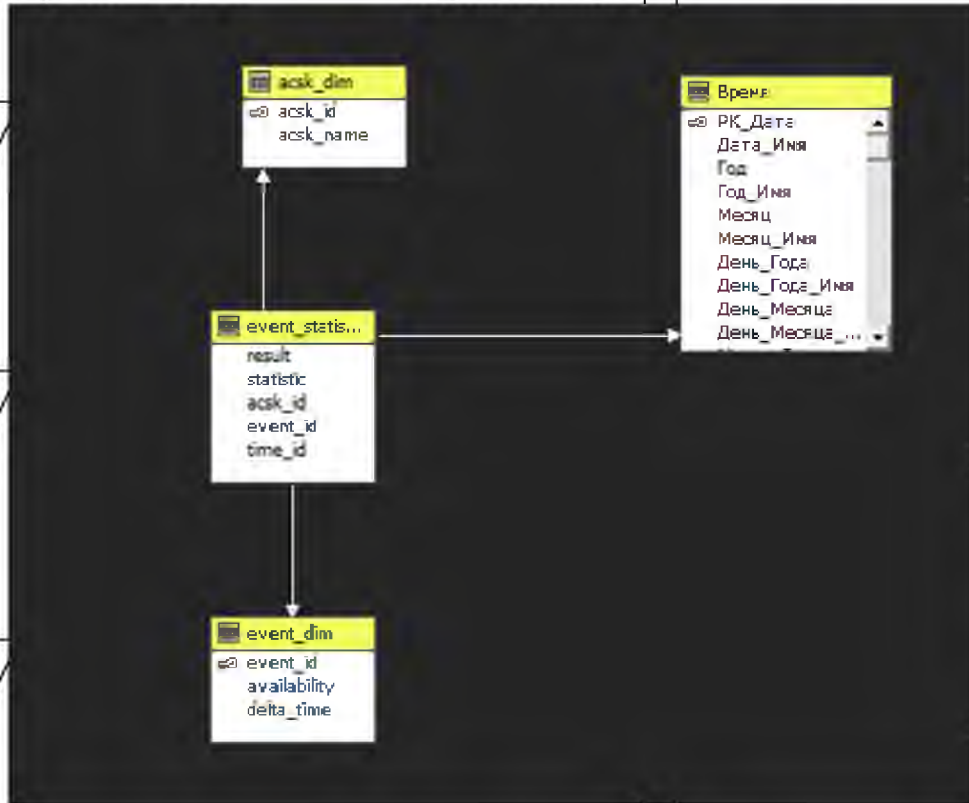 acsk_dim
acsk_id
acsk_name
Время
PK_Дата
Дата_Имя
Год
Год_Имя
Месяц
Месяц_Имя
День_Года
День_Года_Имя
День_Месяца
День_Месяца_...
event_statis...
result
statistic
acsk_id
event_id
time_id
event_dim
event_id
availability
delta_time